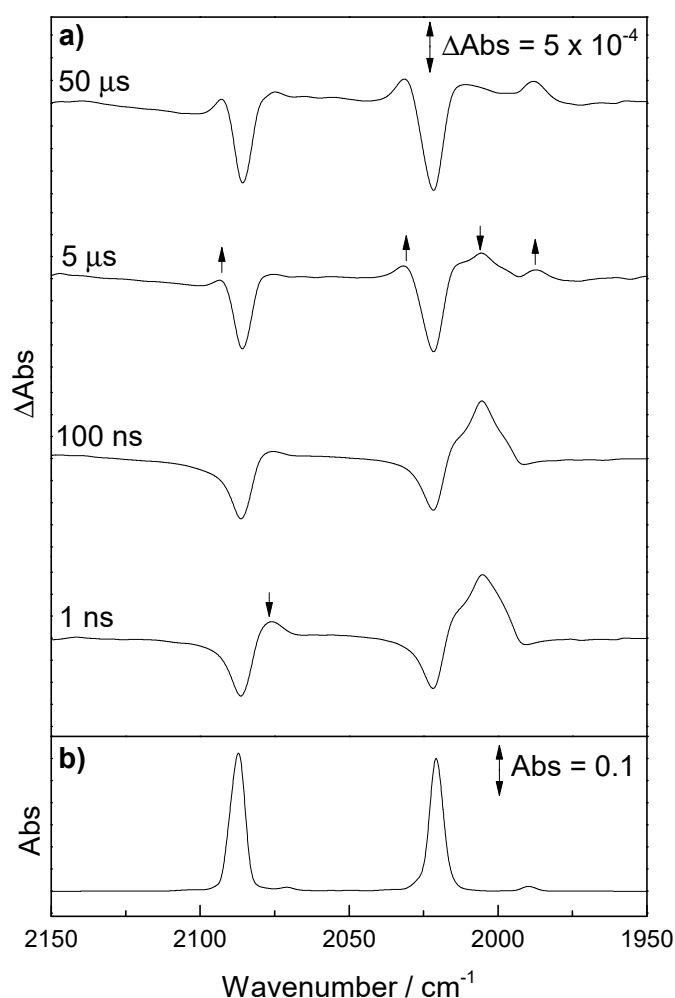 a)
ΔAbs = 5 x 10⁻⁴
50 μs
5 μs
100 ns
1 ns
ΔAbs
b)
Abs = 0.1
Abs
2150 2100 2050 2000 1950
Wavenumber / cm⁻¹